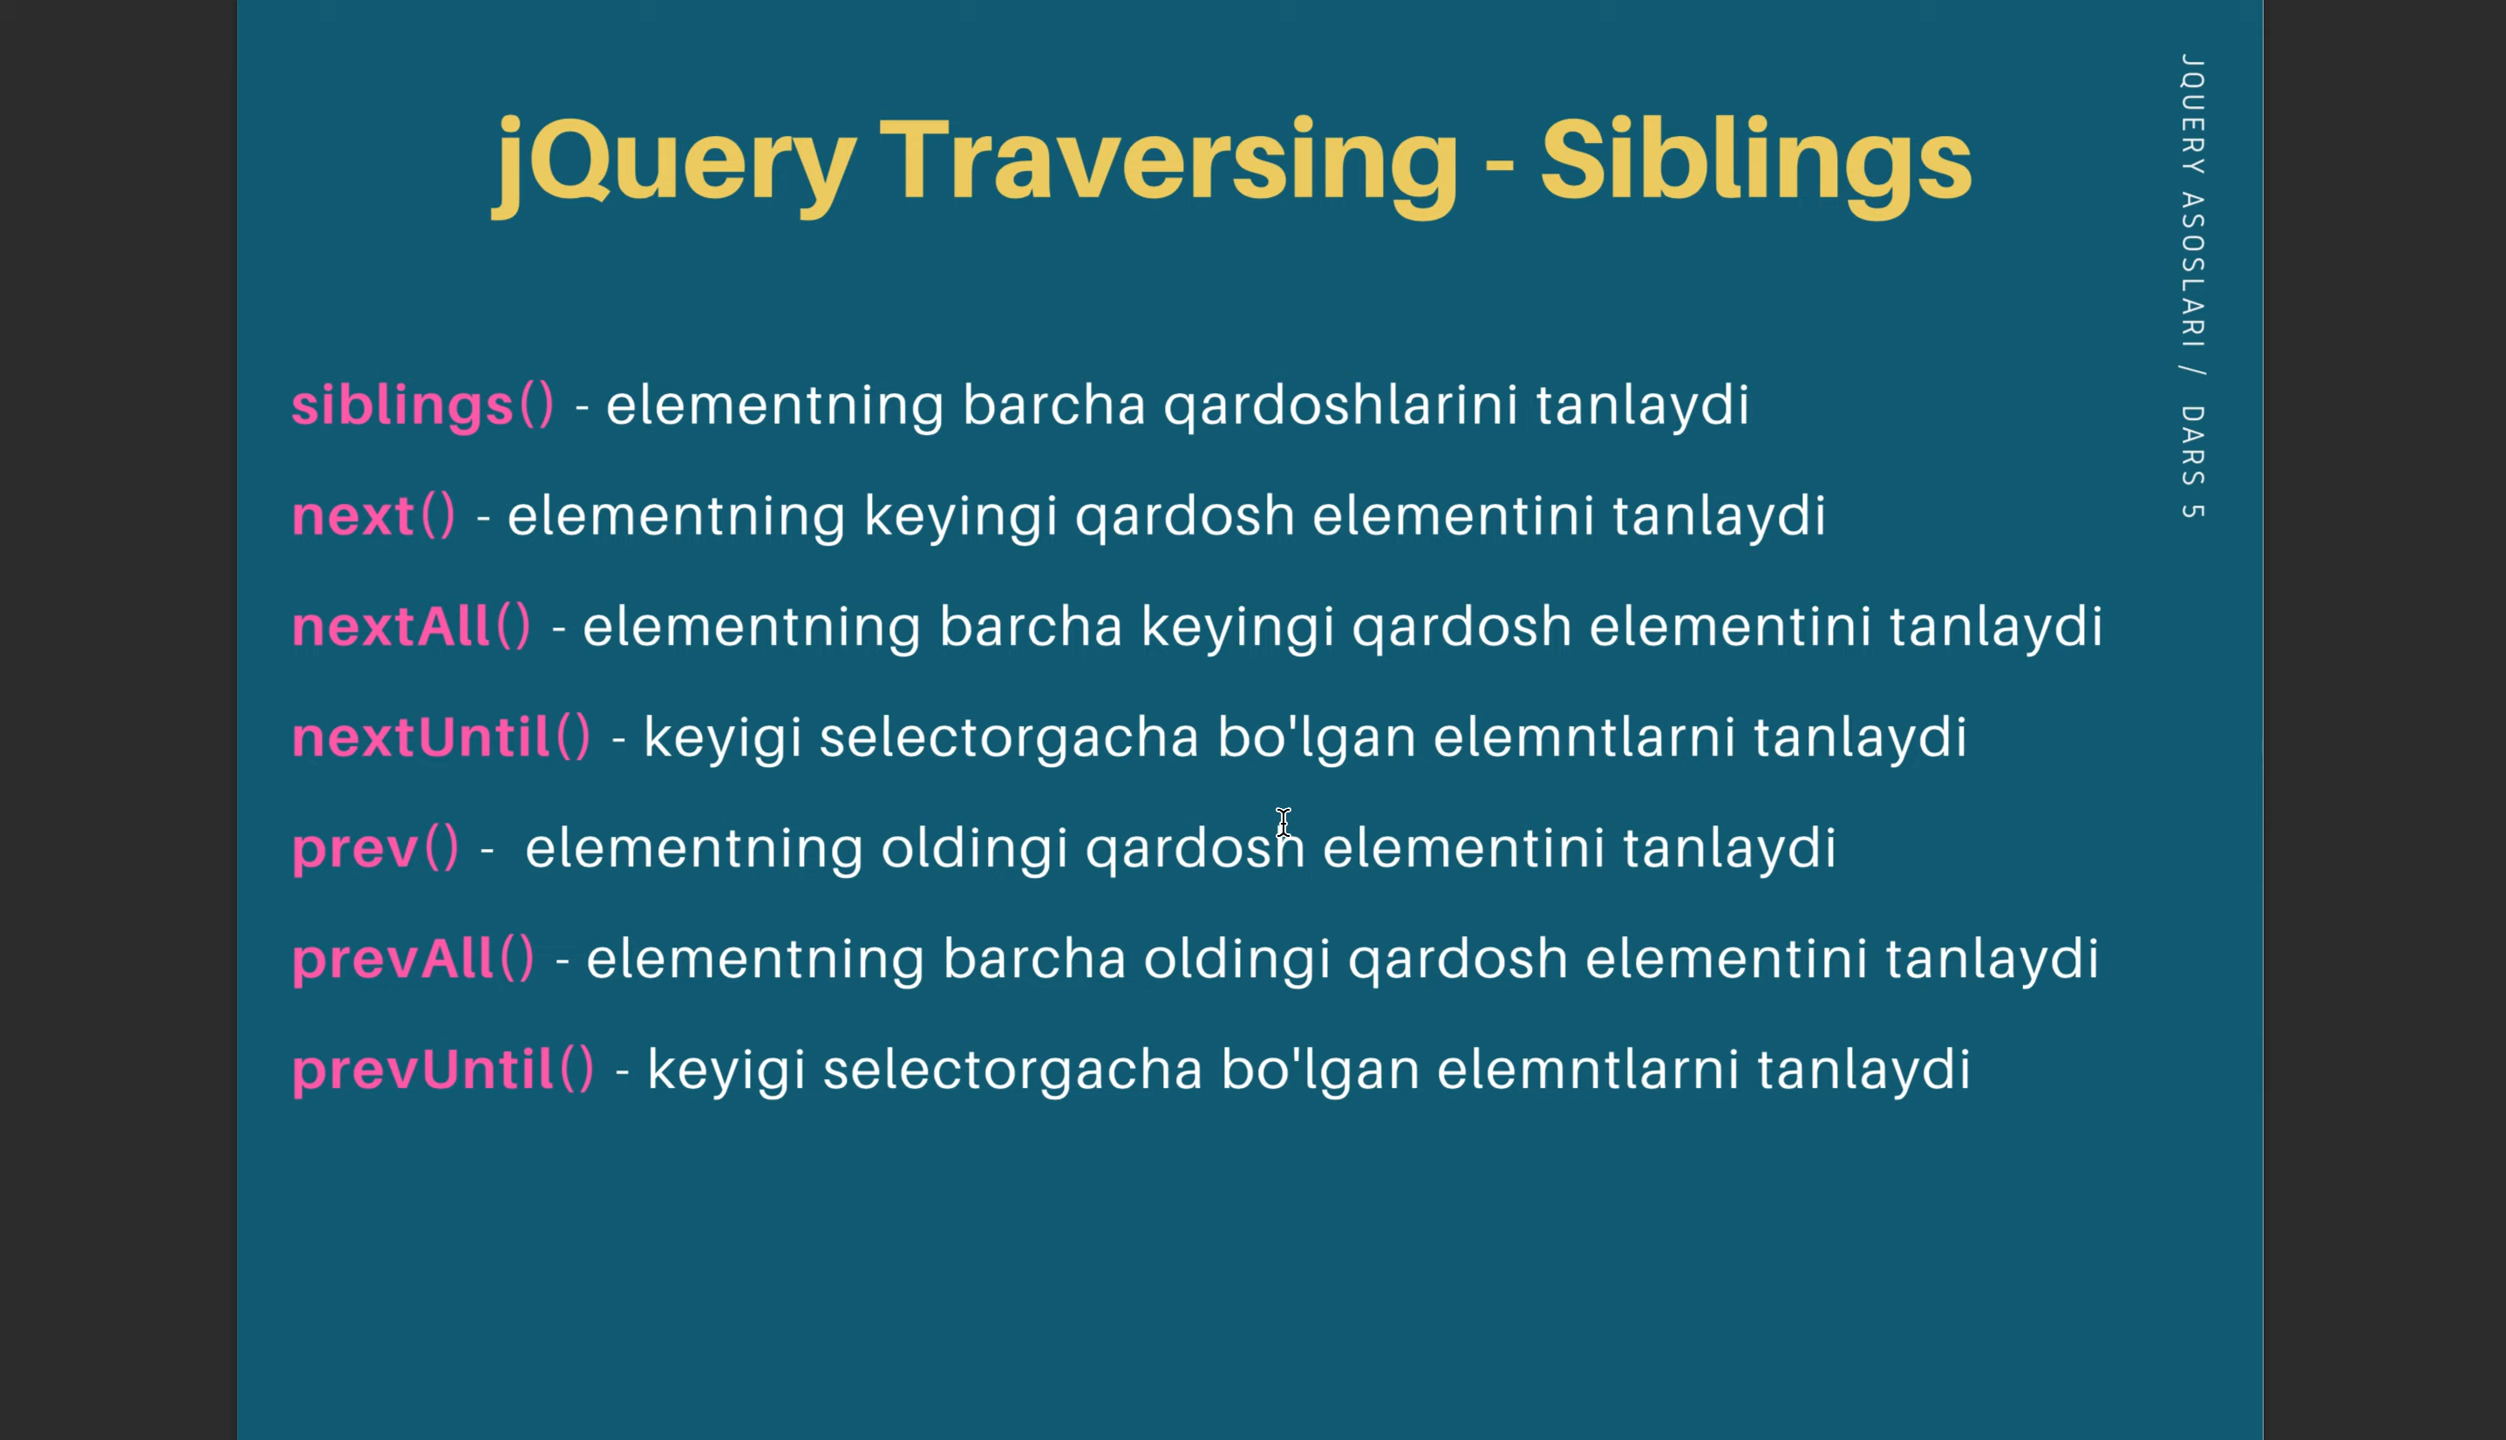 jQuery Traversing - Siblings
JQUERY ASOSLARI / DARS 5
siblings() - elementning barcha qardoshlarini tanlaydi
next() - elementning keyingi qardosh elementini tanlaydi
nextAll() - elementning barcha keyingi qardosh elementini tanlaydi
nextUntil() - keyigi selectorgacha bo'lgan elemntlarni tanlaydi
prev() - elementning oldingi qardosh elementini tanlaydi
prevAll() - elementning barcha oldingi qardosh elementini tanlaydi
prevUntil() - keyigi selectorgacha bo'lgan elemntlarni tanlaydi